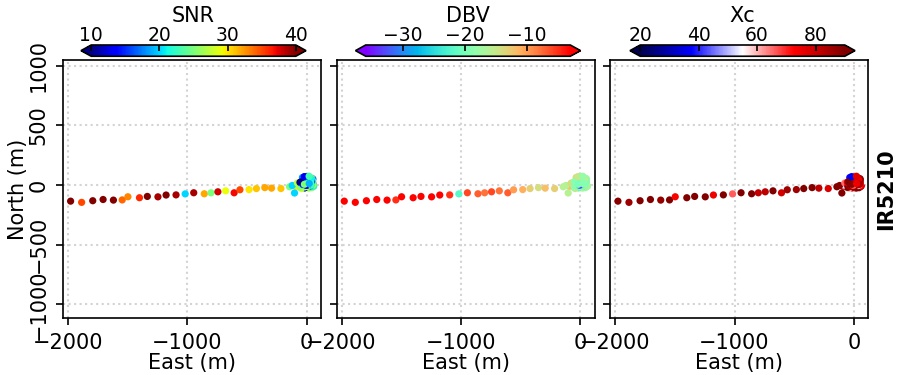 SNR DBV Xc
10 20 30 40 −30 −20 −10 20 40 60 80
1000
500
0
−500
−1000
North (m)
−2000 −1000 0 −2000 −1000 0 −2000 −1000 0
East (m) East (m) East (m)
IR5210